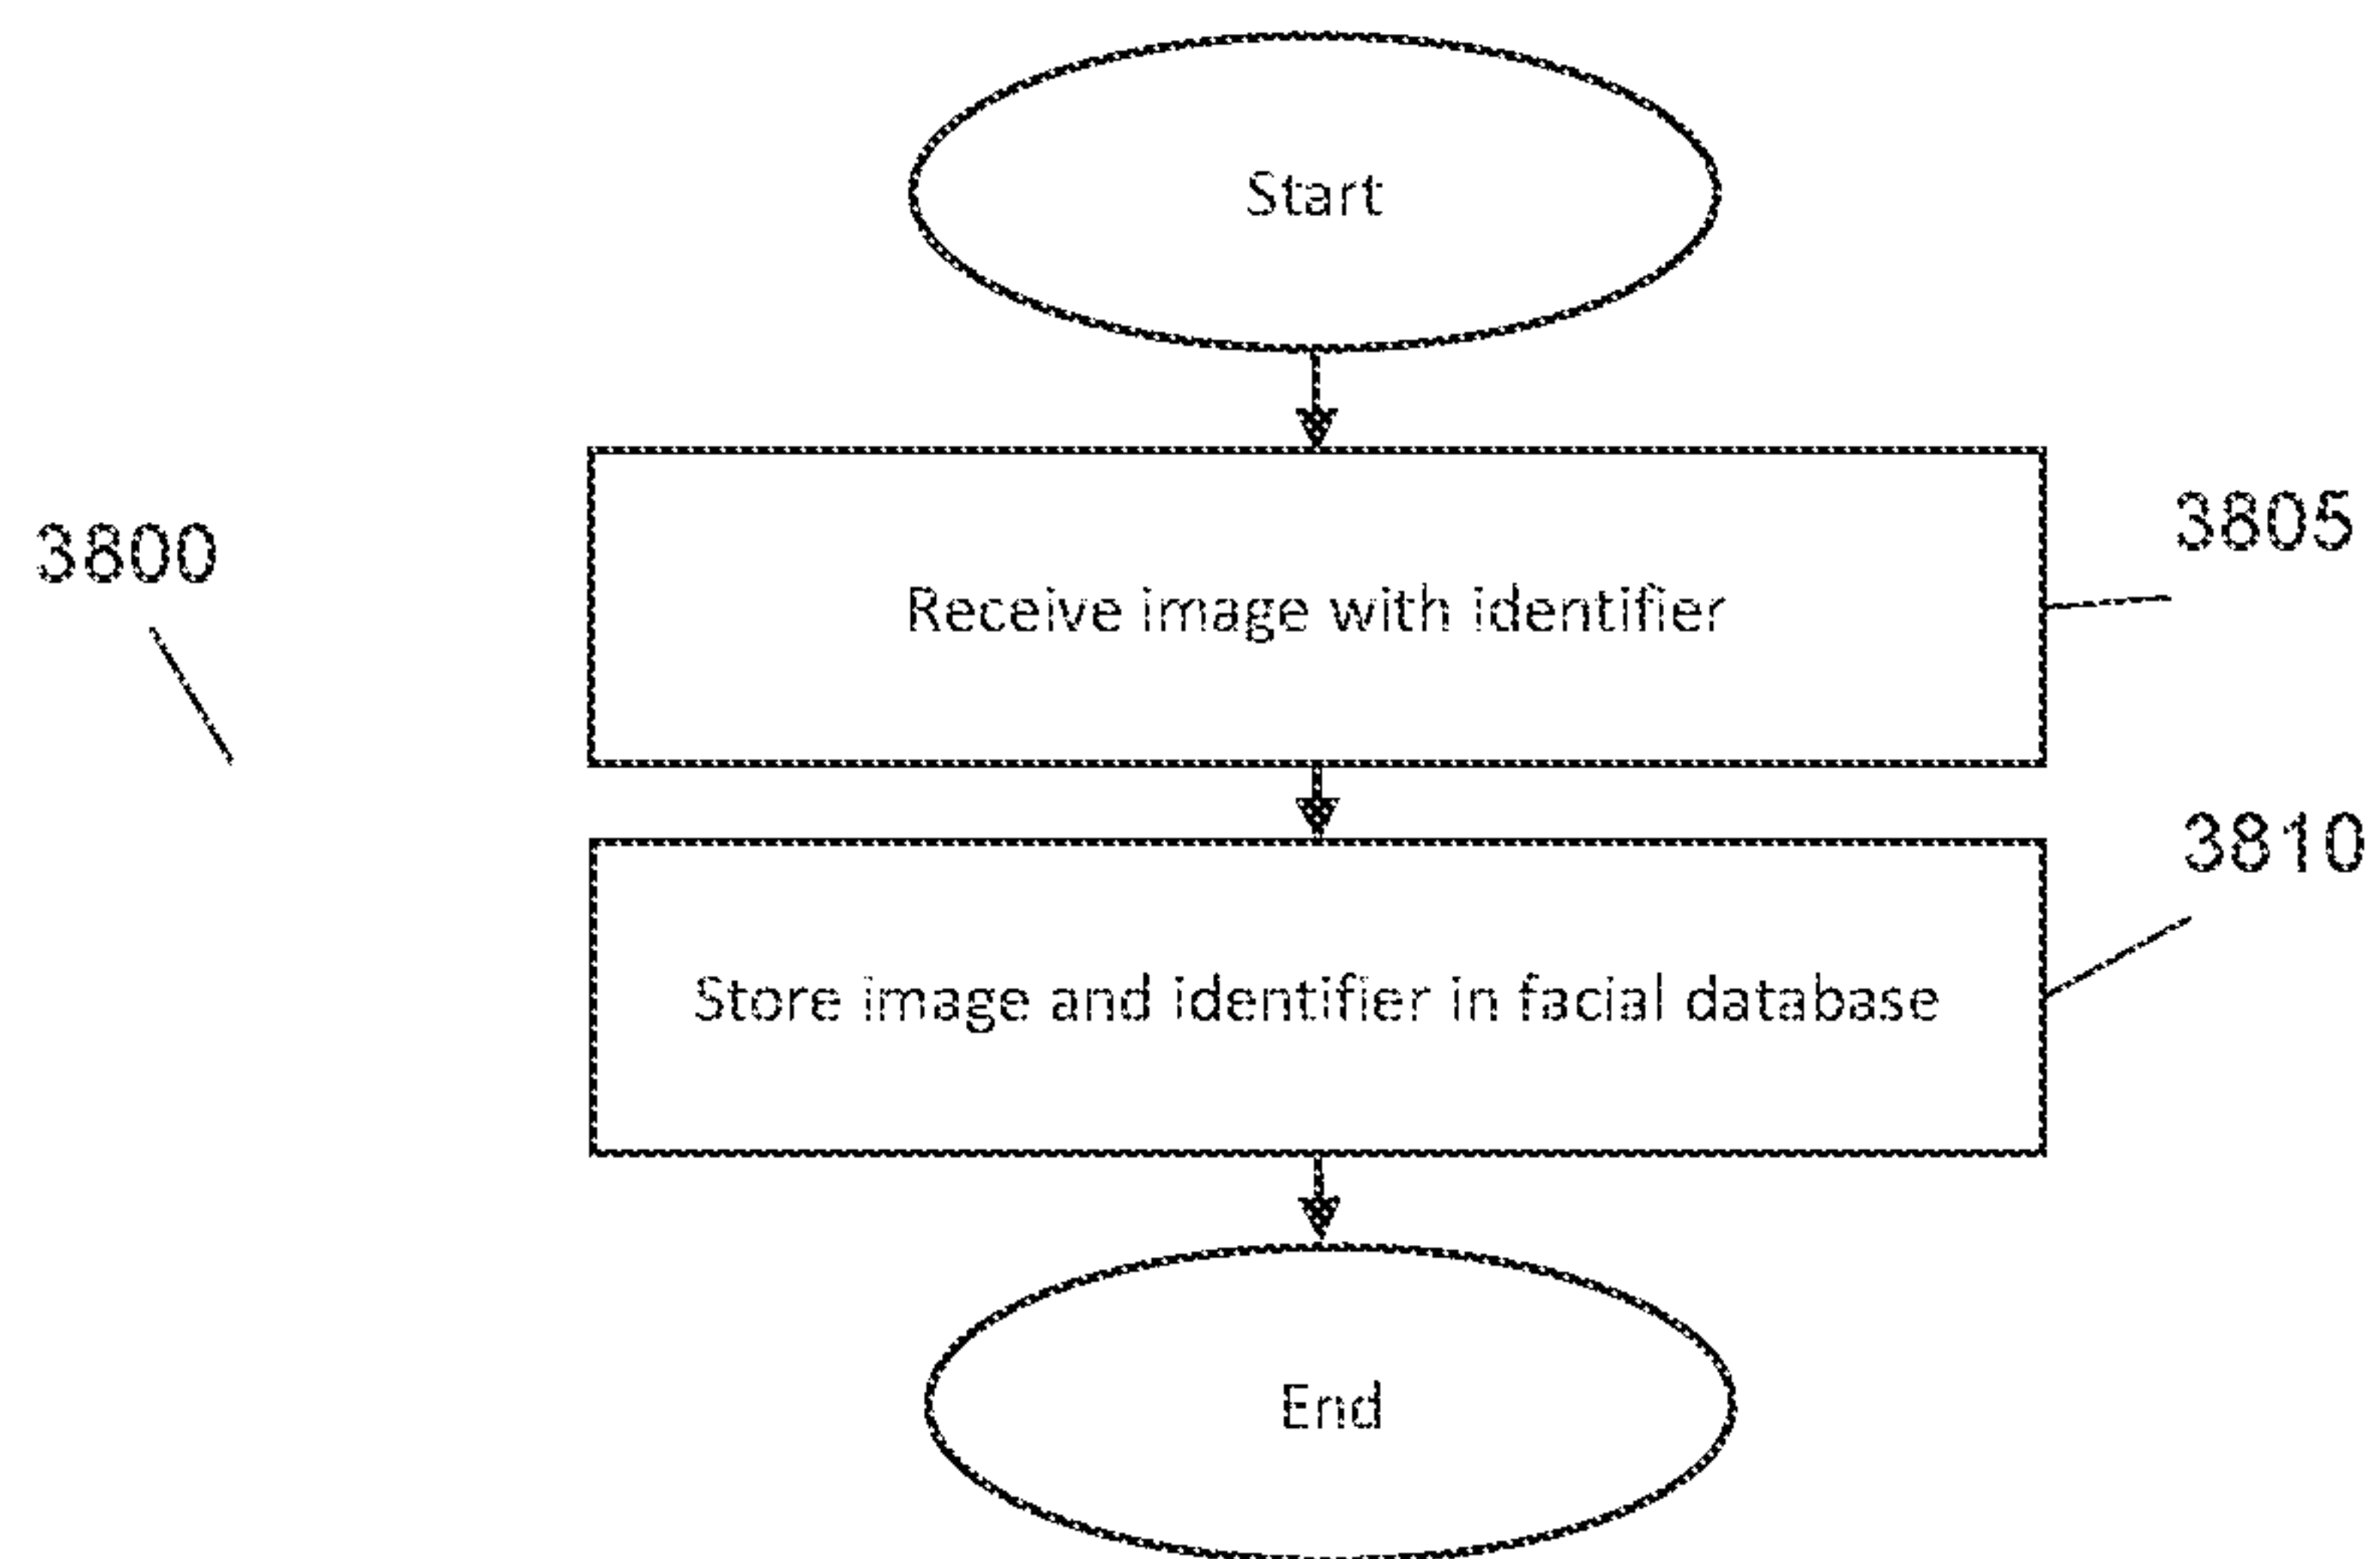 Start
3800
Receive image with identifier
3805
Store image and identifier in facial database
3810
End